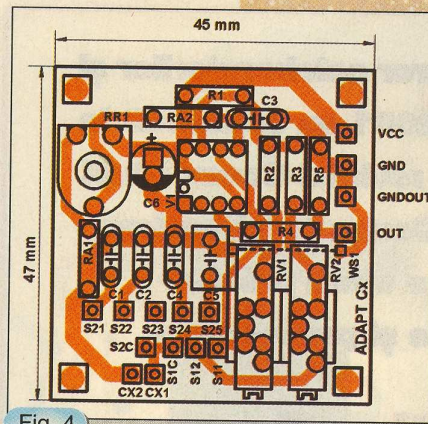 45 mm
47 mm
R1
C3
RR1
RA2
VCC
GND
GNDOUT
OUT
C6
V1
R2
R3
R5
R4
RA1
RV1
RV2
WS1
C1
C2
C4
C5
S21
S22
S23
S24
S25
S2C
S1C
S12
S11
CX2
CX1
ADAPT Cx
Fig. 4